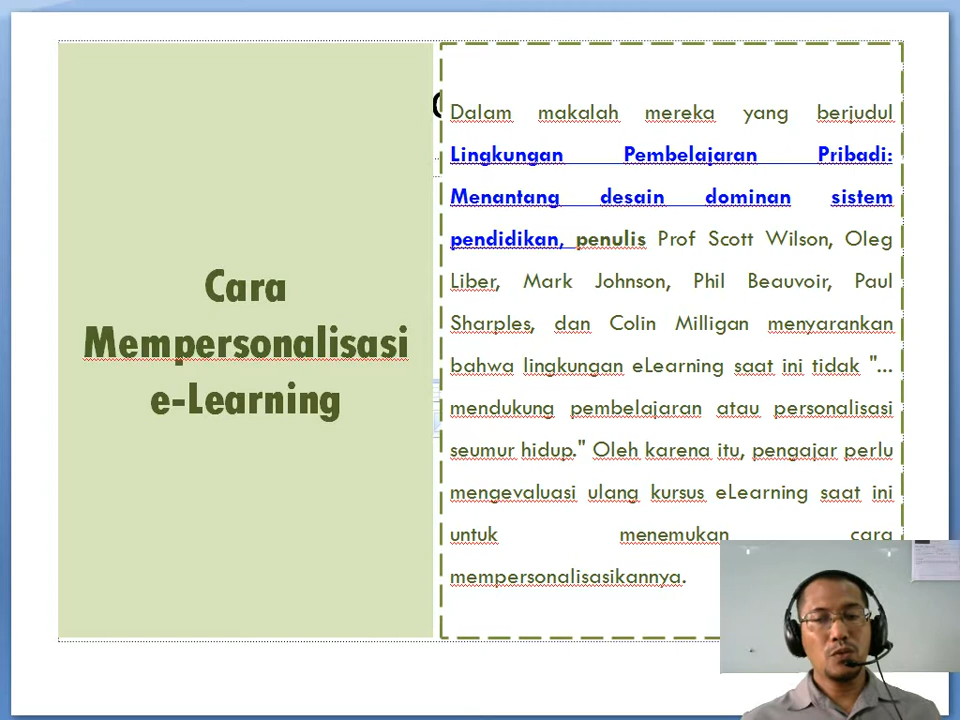 Cara
Mempersonalisasi
e-Learning
Dalam makalah mereka yang berjudul
Lingkungan Pembelajaran Pribadi:
Menantang desain dominan sistem
pendidikan, penulis Prof Scott Wilson, Oleg
Liber, Mark Johnson, Phil Beauvoir, Paul
Sharples, dan Colin Milligan menyarankan
bahwa lingkungan eLearning saat ini tidak "...
mendukung pembelajaran atau personalisasi
seumur hidup." Oleh karena itu, pengajar perlu
mengevaluasi ulang kursus eLearning saat ini
untuk menemukan cara
mempersonalisasikannya.